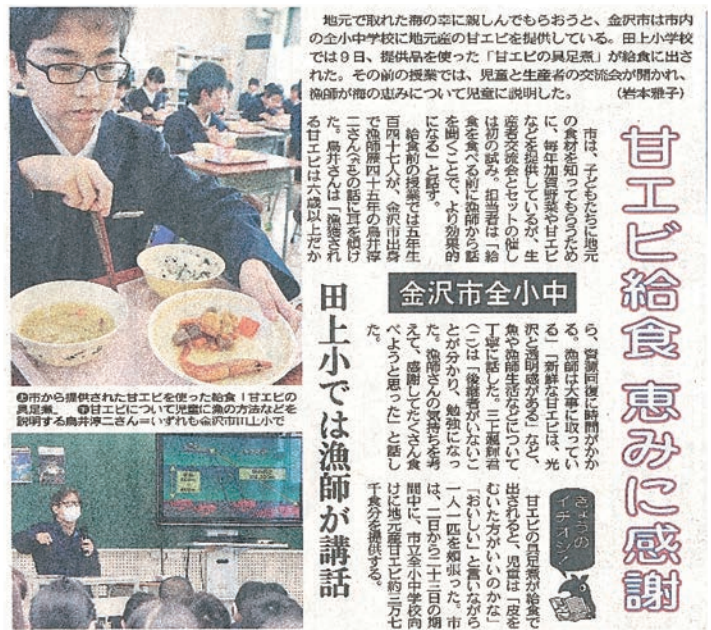 地元で取れた海の幸に親しんでもらおうと、金沢市は市内
の全小中学校に地元産の甘エビを提供している。田上小学校
では９日、提供品を使った「甘エビの具足煮」が給食に出さ
れた。その前の授業では、児童と生産者の交流会が開かれ、
漁師が海の恵みについて児童に説明した。　（岩本雅子）
甘エビ給食 恵みに感謝
金沢市全小中
田上小では漁師が講話
市は、子どもたちに地元
の食材を知ってもらうため
に、毎年加賀野菜や甘エビ
などを提供しているが、生
産者交流会とセットの催し
は初の試み。担当者は「給
食を食べる前に漁師から話
を聞くことで、より効果的
になる」と話す。
給食前の授業では五年生
百四十七人が、金沢市出身
で漁師歴四十五年の鳥井淳
二さんの話に耳を傾け
た。鳥井さんは「漁獲され
る甘エビは六歳以上だか
ら、資源回復に時間がかか
る。漁師は大事に取ってい
る」「新鮮な甘エビは、光
沢と透明感がある」など、
魚や漁師生活などについて
丁寧に話した。三上颯輝君
（一一）は「後継者がいないこ
とが分かり、勉強になっ
た。漁師さんの気持ちを考
えて、感謝してたくさん食
べようと思った」と話し
た。
きょうのイチオシ！
甘エビの具足煮が給食で
出されると、児童は「皮を
むいた方がいいのかな」
「おいしい」と言いながら
一人一匹を頬張った。市
は、二日から二十三日の期
間中に、市立全小中学校向
けに地元産甘エビ約三万七
千食分を提供する。
㊤市から提供された甘エビを使った給食「甘エビの
具足煮」　㊦甘エビについて児童に漁の方法などを
説明する鳥井淳二さん＝いずれも金沢市田上小で